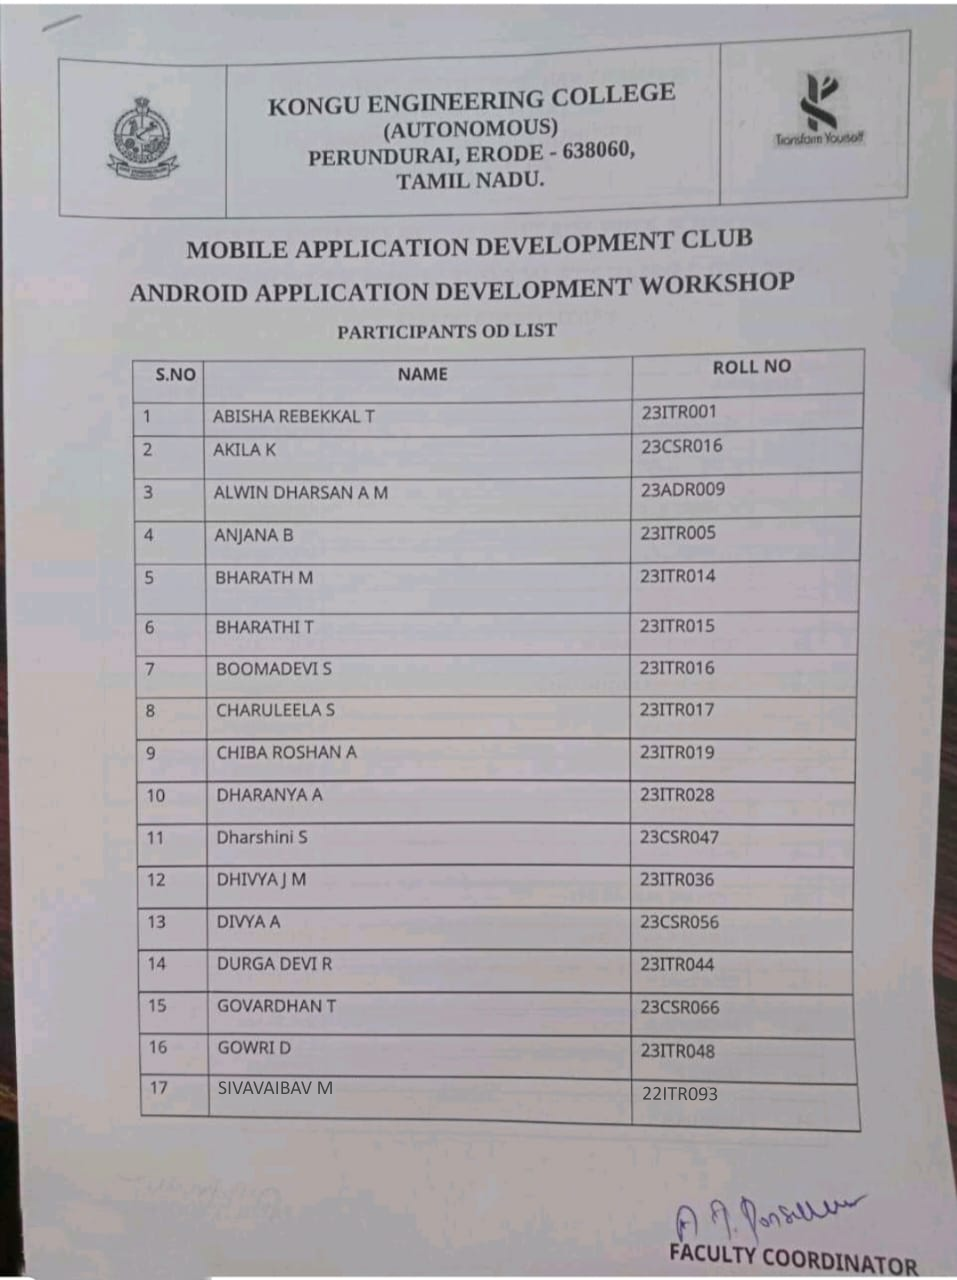 KONGU ENGINEERING COLLEGE
(AUTONOMOUS)
PERUNDURAI, ERODE - 638060,
TAMIL NADU.
Transform Yourself
MOBILE APPLICATION DEVELOPMENT CLUB
ANDROID APPLICATION DEVELOPMENT WORKSHOP
PARTICIPANTS OD LIST
S.NO NAME ROLL NO
1 ABISHA REBEKKAL T 23ITR001
2 AKILA K 23CSR016
3 ALWIN DHARSAN A M 23ADR009
4 ANJANA B 23ITR005
5 BHARATH M 23ITR014
6 BHARATHI T 23ITR015
7 BOOMADEVI S 23ITR016
8 CHARULEELA S 23ITR017
9 CHIBA ROSHAN A 23ITR019
10 DHARANYA A 23ITR028
11 Dharshini S 23CSR047
12 DHIVYA J M 23ITR036
13 DIVYA A 23CSR056
14 DURGA DEVI R 23ITR044
15 GOVARDHAN T 23CSR066
16 GOWRI D 23ITR048
17 SIVAVAIBAV M 22ITR093
FACULTY COORDINATOR